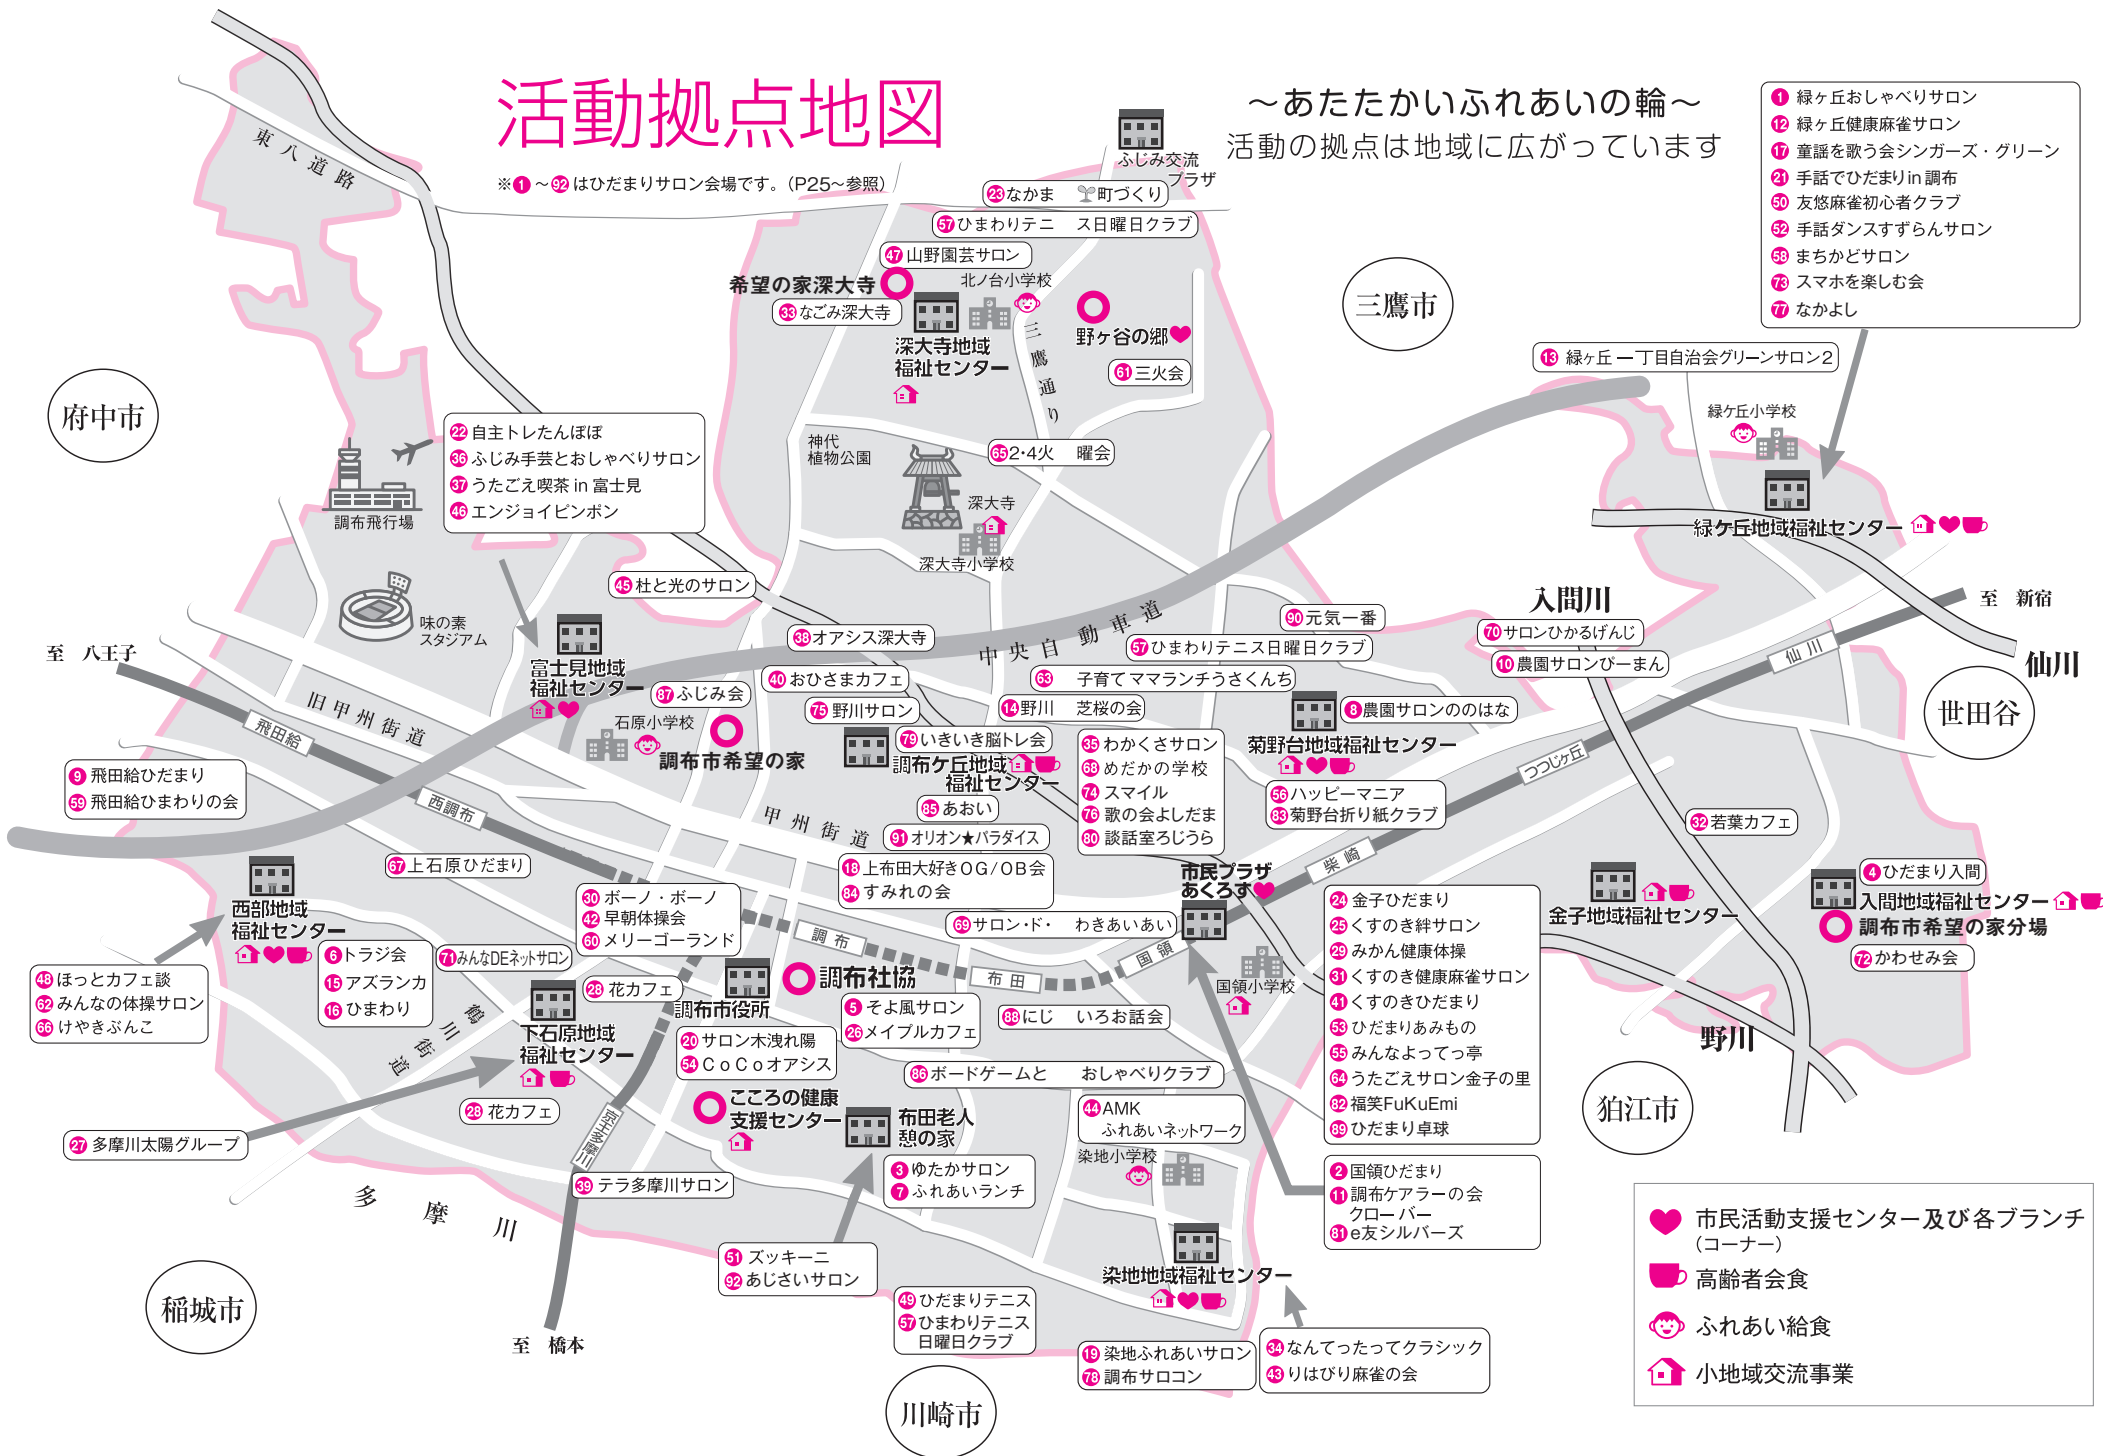 活動拠点地図
※1～92はひだまりサロン会場です。（P25～参照）
～あたたかいふれあいの輪～
活動の拠点は地域に広がっています
1 緑ヶ丘おしゃべりサロン
12 緑ヶ丘健康麻雀サロン
17 童謡を歌う会シンガーズ・グリーン
21 手話でひだまりin調布
50 友悠麻雀初心者クラブ
52 手話ダンスすずらんサロン
58 まちかどサロン
73 スマホを楽しむ会
77 なかよし
東八道路
ふじみ交流
プラザ
23 なかま 町づくり
57 ひまわりテニ ス日曜日クラブ
47 山野園芸サロン
希望の家深大寺
北ノ台小学校
33 なごみ深大寺
深大寺地域
福祉センター
三鷹通り
野ヶ谷の郷
61 三火会
三鷹市
13 緑ヶ丘一丁目自治会グリーンサロン2
緑ケ丘小学校
緑ケ丘地域福祉センター
府中市
22 自主トレたんぽぽ
36 ふじみ手芸とおしゃべりサロン
37 うたごえ喫茶 in 富士見
46 エンジョイピンポン
調布飛行場
神代
植物公園
65 2・4火 曜会
深大寺
深大寺小学校
味の素
スタジアム
45 杜と光のサロン
38 オアシス深大寺
中央自動車道
90 元気一番
57 ひまわりテニス日曜日クラブ
入間川
70 サロンひかるげんじ
10 農園サロンぴーまん
至 新宿
仙川
仙川
世田谷
至 八王子
富士見地域
福祉センター
87 ふじみ会
40 おひさまカフェ
63 子育てママランチうさくんち
75 野川サロン
14 野川 芝桜の会
8 農園サロンののはな
菊野台地域福祉センター
旧甲州街道
飛田給
石原小学校
調布市希望の家
79 いきいき脳トレ会
調布ケ丘地域
福祉センター
35 わかくさサロン
68 めだかの学校
74 スマイル
76 歌の会よしだま
80 談話室ろじうら
つつじヶ丘
56 ハッピーマニア
83 菊野台折り紙クラブ
9 飛田給ひだまり
59 飛田給ひまわりの会
西調布
甲州街道
85 あおい
91 オリオン★パラダイス
32 若葉カフェ
67 上石原ひだまり
18 上布田大好きOG/OB会
84 すみれの会
市民プラザ
あくろす
柴崎
西部地域
福祉センター
30 ボーノ・ボーノ
42 早朝体操会
60 メリーゴーランド
69 サロン・ド・ わきあいあい
24 金子ひだまり
25 くすのき絆サロン
29 みかん健康体操
31 くすのき健康麻雀サロン
41 くすのきひだまり
53 ひだまりあみもの
55 みんなよってっ亭
64 うたごえサロン金子の里
82 福笑FuKuEmi
89 ひだまり卓球
金子地域福祉センター
4 ひだまり入間
入間地域福祉センター
調布市希望の家分場
72 かわせみ会
6 トラジ会
15 アズランカ
16 ひまわり
71 みんなDEネットサロン
調布
布田
国領
国領小学校
48 ほっとカフェ談
62 みんなの体操サロン
66 けやきぶんこ
28 花カフェ
調布市役所
調布社協
5 そよ風サロン
26 メイプルカフェ
88 にじ いろお話会
鶴川街道
下石原地域
福祉センター
20 サロン木洩れ陽
54 CoCoオアシス
野川
86 ボードゲームと おしゃべりクラブ
28 花カフェ
こころの健康
支援センター
布田老人
憩の家
44 AMK
ふれあいネットワーク
狛江市
27 多摩川太陽グループ
京王多摩川
染地小学校
3 ゆたかサロン
7 ふれあいランチ
2 国領ひだまり
11 調布ケアラーの会
クローバー
81 e友シルバーズ
39 テラ多摩川サロン
多摩川
51 ズッキーニ
92 あじさいサロン
染地地域福祉センター
稲城市
至 橋本
49 ひだまりテニス
57 ひまわりテニス
日曜日クラブ
19 染地ふれあいサロン
78 調布サロコン
34 なんてったってクラシック
43 りはびり麻雀の会
川崎市
市民活動支援センター及び各ブランチ
（コーナー）
高齢者会食
ふれあい給食
小地域交流事業